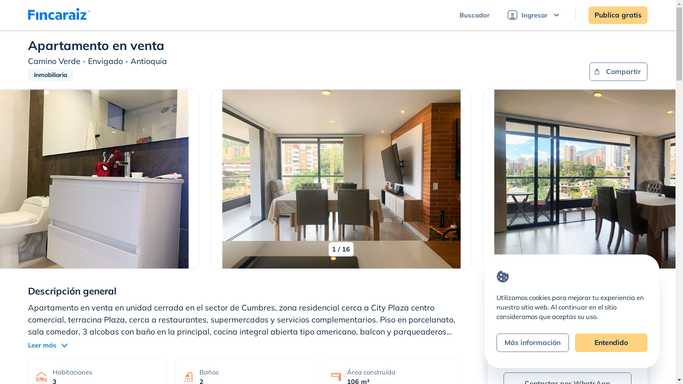 Fincaraiz
Buscador
Ingresar
Publica gratis
Apartamento en venta
Camino Verde - Envigado - Antioquia
Inmobiliaria
Compartir
1 / 16
Descripción general
Apartamento en venta en unidad cerrada en el sector de Cumbres, zona residencial cerca a City Plaza centro
comercial, terracina Plaza, cerca a restaurantes, supermercados y servicios complementarios. Piso en porcelanato,
sala comedor, 3 alcobas con baño en la principal, cocina integral abierta tipo americano, balcon y parqueaderos...
Leer más
Habitaciones
3
Baños
2
Área construida
106 m²
Utilizamos cookies para mejorar tu experiencia en
nuestro sitio web. Al continuar en el sitio
consideramos que aceptas su uso.
Más información
Entendido
Contactar por WhatsApp